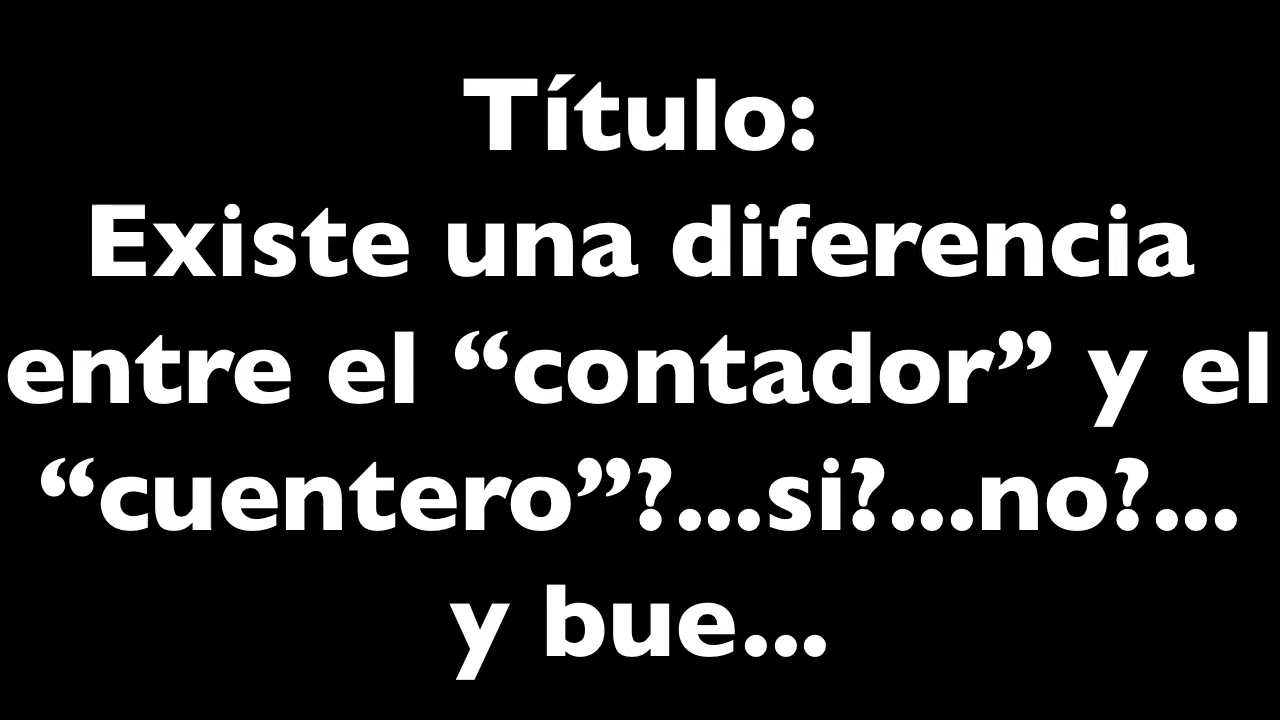 Título:
Existe una diferencia
entre el “contador” y el
“cuentero”?...si?...no?...
y bue...